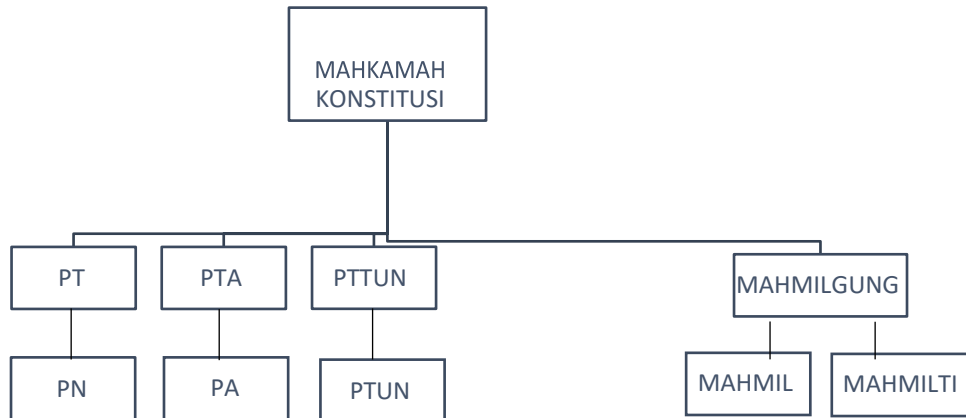 MAHKAMAH
KONSTITUSI
PT
PTA
PTTUN
MAHMILGUNG
PN
PA
PTUN
MAHMIL
MAHMILTI